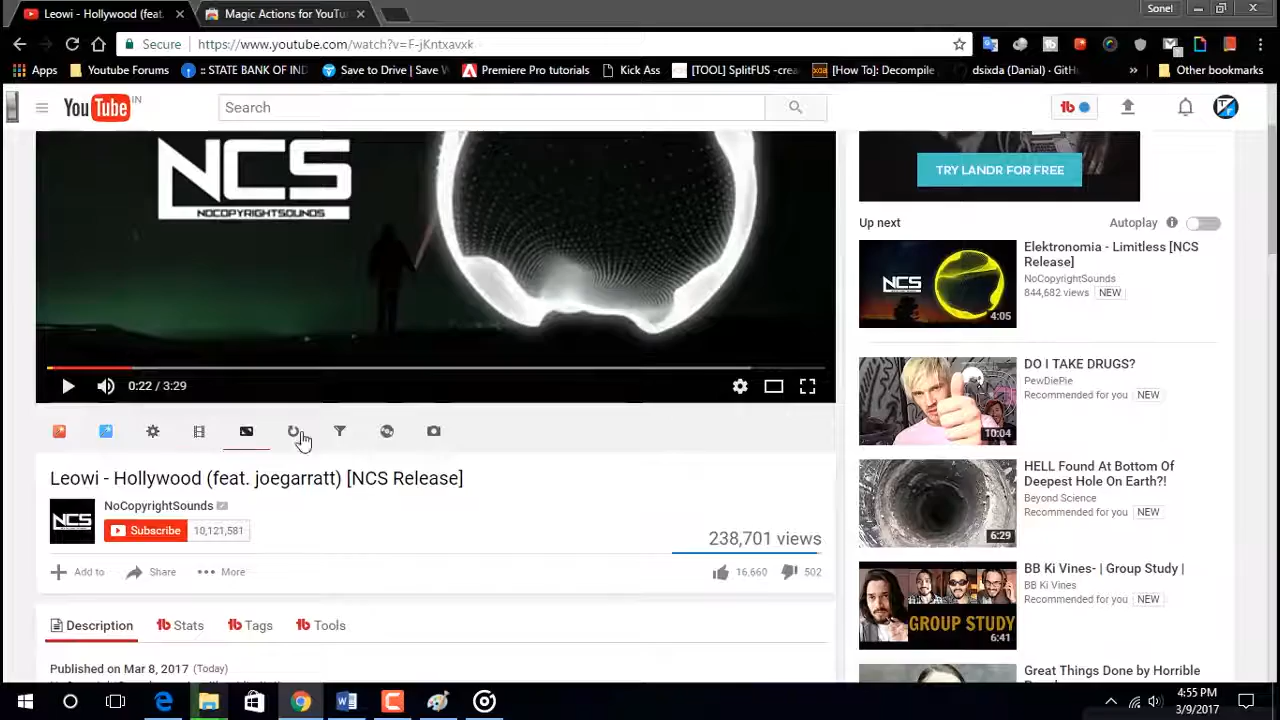 Leowi - Hollywood (feat.
Magic Actions for YouTu
Sonel
Secure
https://www.youtube.com/watch?v=F-jKntxavxk
Apps
Youtube Forums
:: STATE BANK OF IND
Save to Drive | Save W
Premiere Pro tutorials
Kick Ass
[TOOL] SplitFUS -crea
[How To]: Decompile,
dsixda (Danial) · GitH
»
Other bookmarks
YouTube IN
Search
NCS
NOCOPYRIGHTSOUNDS
TRY LANDR FOR FREE
Up next
Autoplay
Elektronomia - Limitless [NCS
Release]
NoCopyrightSounds
844,682 views NEW
NCS
4:05
DO I TAKE DRUGS?
PewDiePie
Recommended for you NEW
10:04
HELL Found At Bottom Of
Deepest Hole On Earth?!
Beyond Science
Recommended for you NEW
6:29
BB Ki Vines- | Group Study |
BB Ki Vines
Recommended for you NEW
GROUP STUDY
6:41
Great Things Done by Horrible
0:22 / 3:29
Leowi - Hollywood (feat. joegarratt) [NCS Release]
NCS
NoCopyrightSounds
Subscribe 10,121,581
238,701 views
Add to
Share
More
16,660
502
Description
Stats
Tags
Tools
Published on Mar 8, 2017 (Today)
4:55 PM
3/9/2017